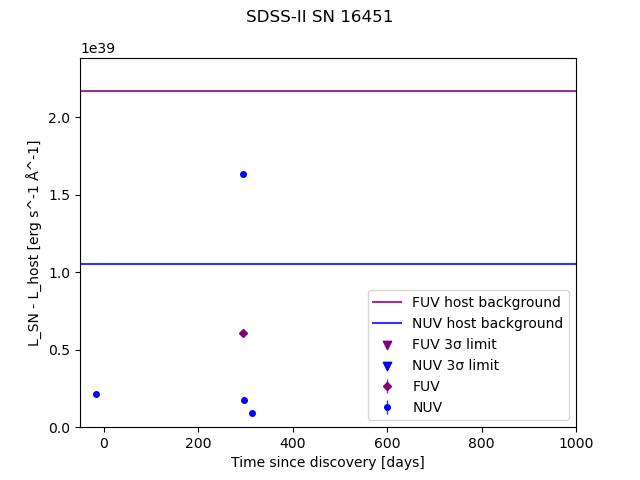 SDSS-II SN 16451
1e39
2.0
1.5
1.0
0.5
0.0
L_SN - L_host [erg s^-1 Å^-1]
FUV host background
NUV host background
FUV 3σ limit
NUV 3σ limit
FUV
NUV
0 200 400 600 800 1000
Time since discovery [days]